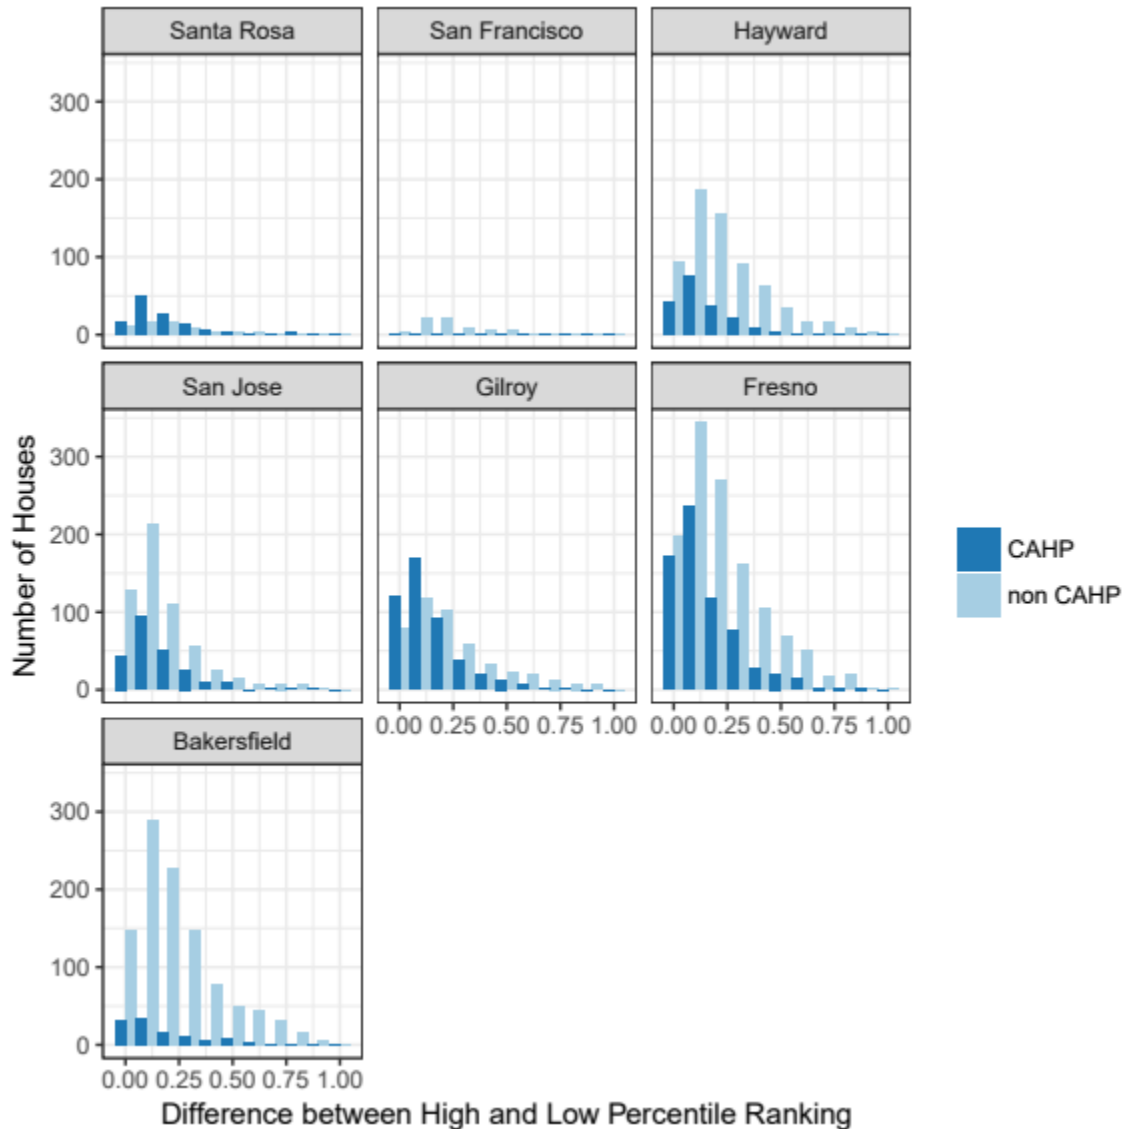 Santa Rosa
San Francisco
Hayward
300
200
100
0
San Jose
Gilroy
Fresno
300
200
100
0
0.00 0.25 0.50 0.75 1.00
0.00 0.25 0.50 0.75 1.00
Bakersfield
300
200
100
0
0.00 0.25 0.50 0.75 1.00
Number of Houses
Difference between High and Low Percentile Ranking
CAHP
non CAHP